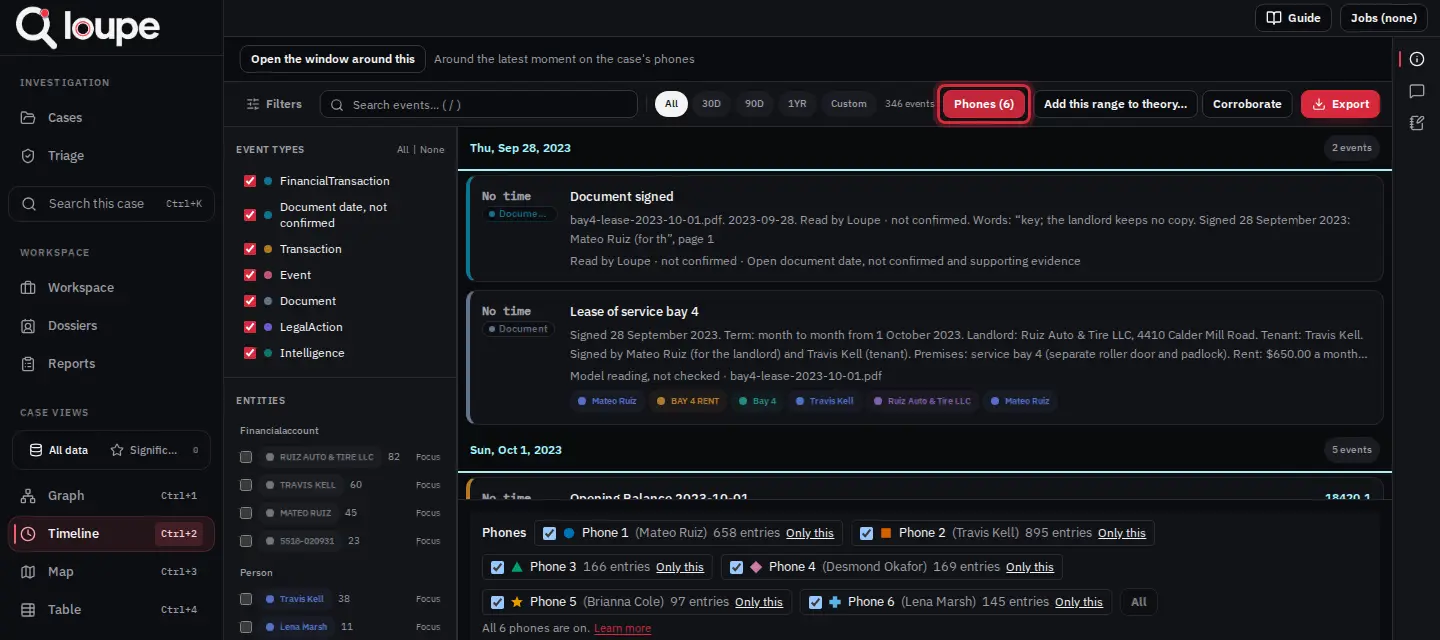 loupe
Guide
Jobs (none)
INVESTIGATION
Cases
Triage
Search this case Ctrl+K
WORKSPACE
Workspace
Dossiers
Reports
CASE VIEWS
All data
Signific... 0
Graph Ctrl+1
Timeline Ctrl+2
Map Ctrl+3
Table Ctrl+4
Open the window around this
Around the latest moment on the case's phones
Filters
Search events... ( / )
All 30D 90D 1YR Custom 346 events
Phones (6)
Add this range to theory...
Corroborate
Export
EVENT TYPES All | None
FinancialTransaction
Document date, not
confirmed
Transaction
Event
Document
LegalAction
Intelligence
ENTITIES
Financialaccount
RUIZ AUTO & TIRE LLC 82 Focus
TRAVIS KELL 60 Focus
MATEO RUIZ 45 Focus
5518-020931 23 Focus
Person
Travis Kell 38 Focus
Lena Marsh 11 Focus
Thu, Sep 28, 2023 2 events
No time Document signed
Docume...
bay4-lease-2023-10-01.pdf. 2023-09-28. Read by Loupe · not confirmed. Words: “key; the landlord keeps no copy. Signed 28 September 2023:
Mateo Ruiz (for th”, page 1
Read by Loupe · not confirmed · Open document date, not confirmed and supporting evidence
No time Lease of service bay 4
Document
Signed 28 September 2023. Term: month to month from 1 October 2023. Landlord: Ruiz Auto & Tire LLC, 4410 Calder Mill Road. Tenant: Travis Kell.
Signed by Mateo Ruiz (for the landlord) and Travis Kell (tenant). Premises: service bay 4 (separate roller door and padlock). Rent: $650.00 a month...
Model reading, not checked · bay4-lease-2023-10-01.pdf
Mateo Ruiz BAY 4 RENT Bay 4 Travis Kell Ruiz Auto & Tire LLC Mateo Ruiz
Sun, Oct 1, 2023 5 events
No time Opening Balance 2023-10-01 18420.1
Phones Phone 1 (Mateo Ruiz) 658 entries Only this Phone 2 (Travis Kell) 895 entries Only this
Phone 3 166 entries Only this Phone 4 (Desmond Okafor) 169 entries Only this
Phone 5 (Brianna Cole) 97 entries Only this Phone 6 (Lena Marsh) 145 entries Only this All
All 6 phones are on. Learn more